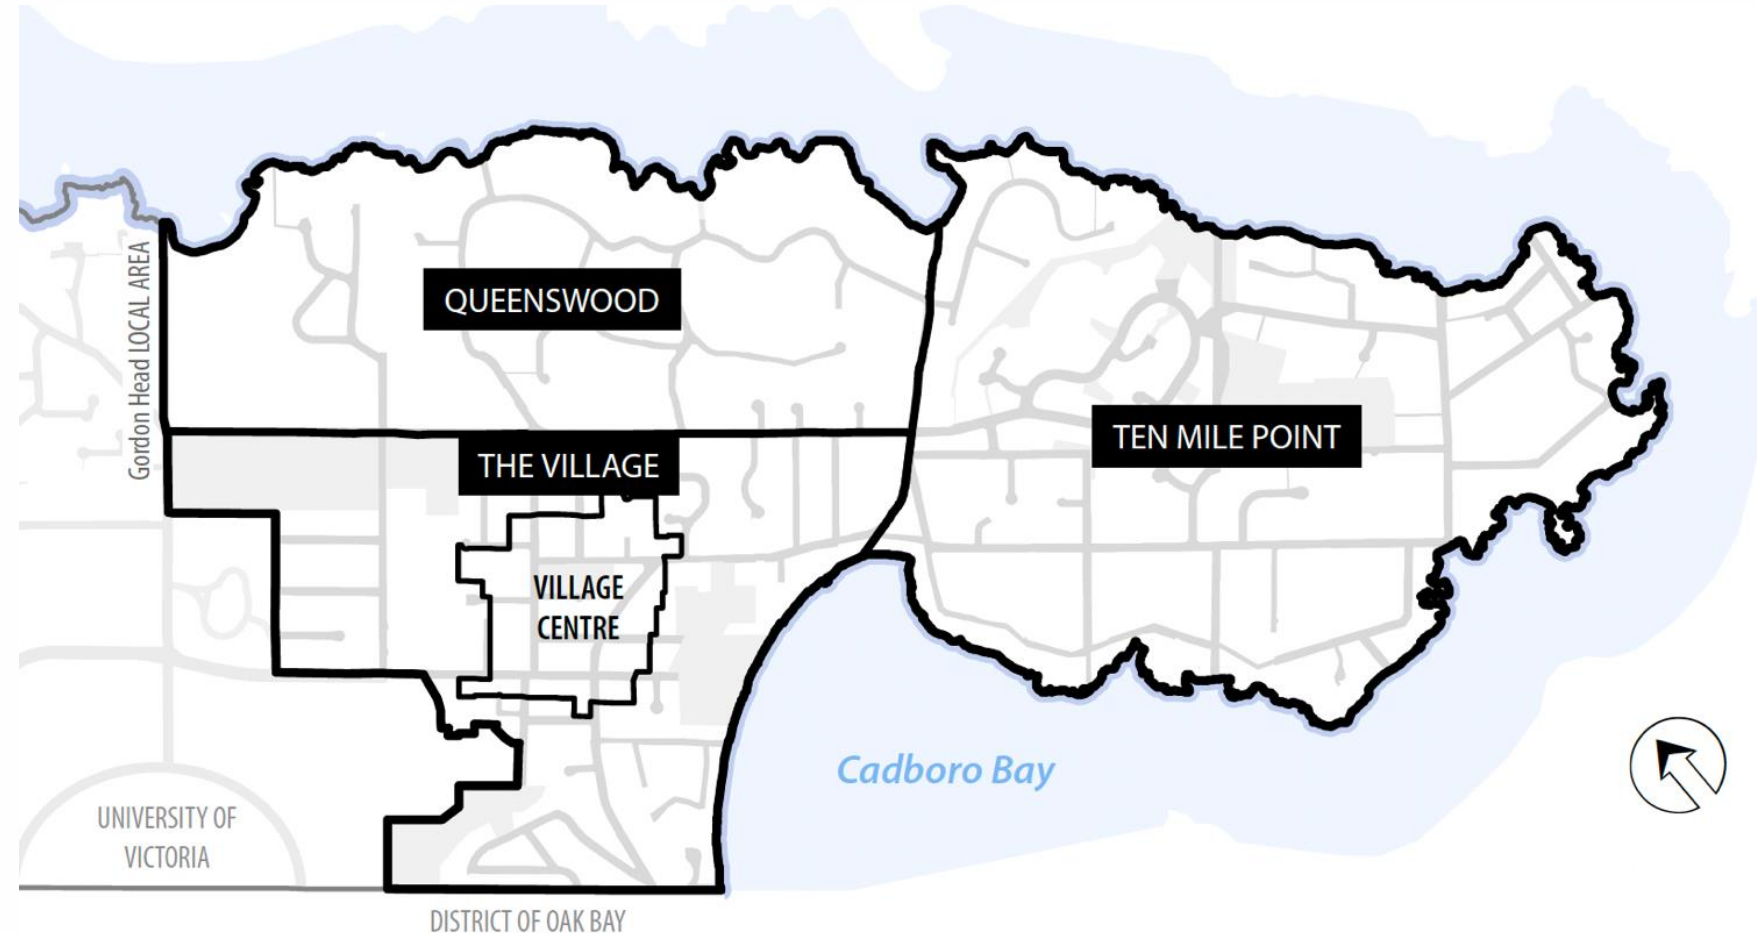 Gordon Head LOCAL AREA
QUEENSWOOD
TEN MILE POINT
THE VILLAGE
VILLAGE
CENTRE
Cadboro Bay
UNIVERSITY OF
VICTORIA
DISTRICT OF OAK BAY